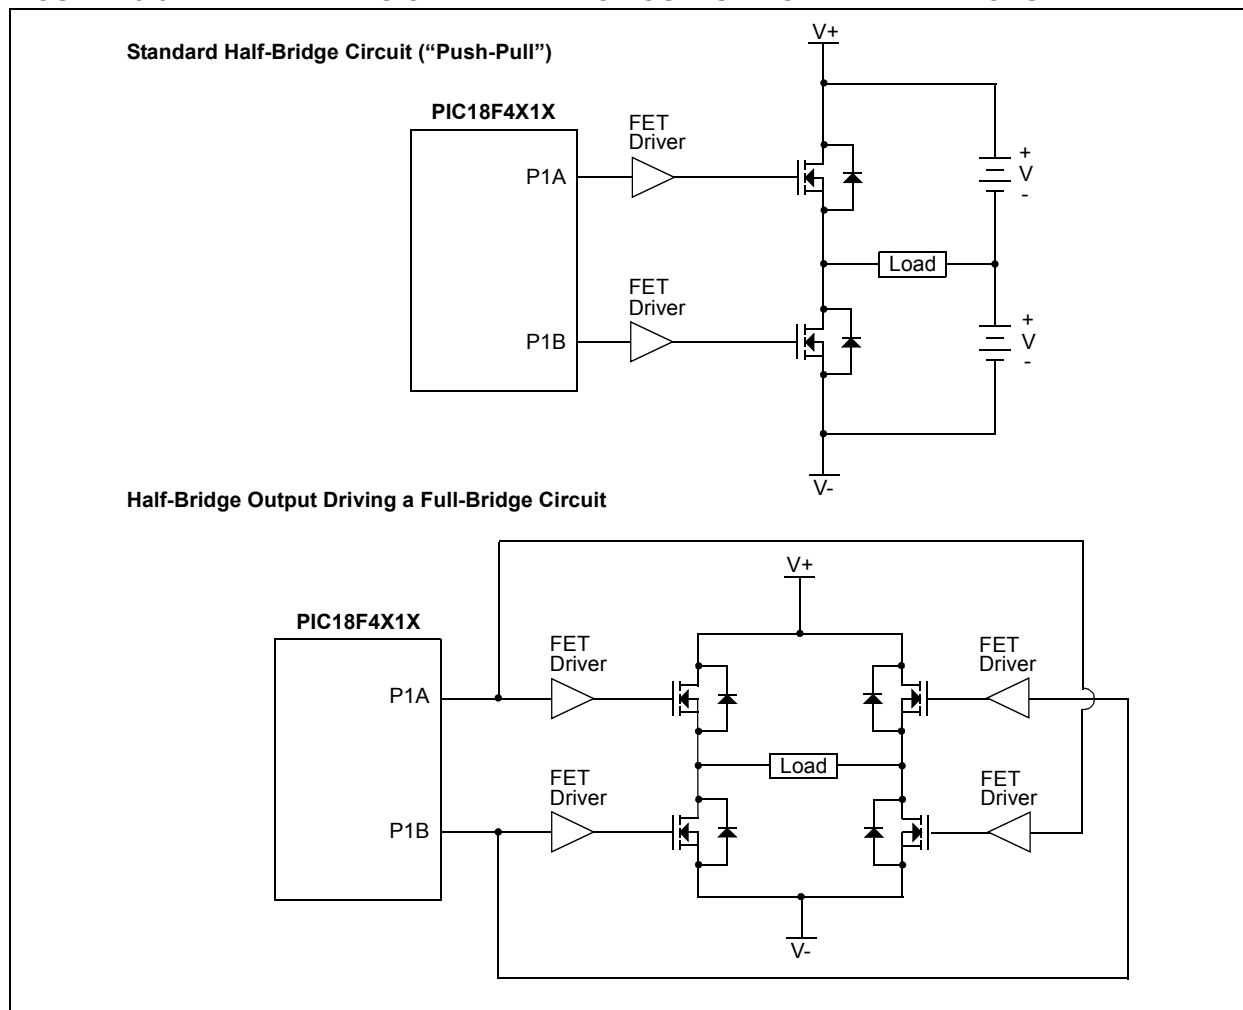 Standard Half-Bridge Circuit (“Push-Pull”)
V+
PIC18F4X1X
FET
Driver
P1A
+
V
-
Load
FET
Driver
P1B
+
V
-
V-
Half-Bridge Output Driving a Full-Bridge Circuit
V+
PIC18F4X1X
FET
Driver
FET
Driver
P1A
Load
FET
Driver
FET
Driver
P1B
V-